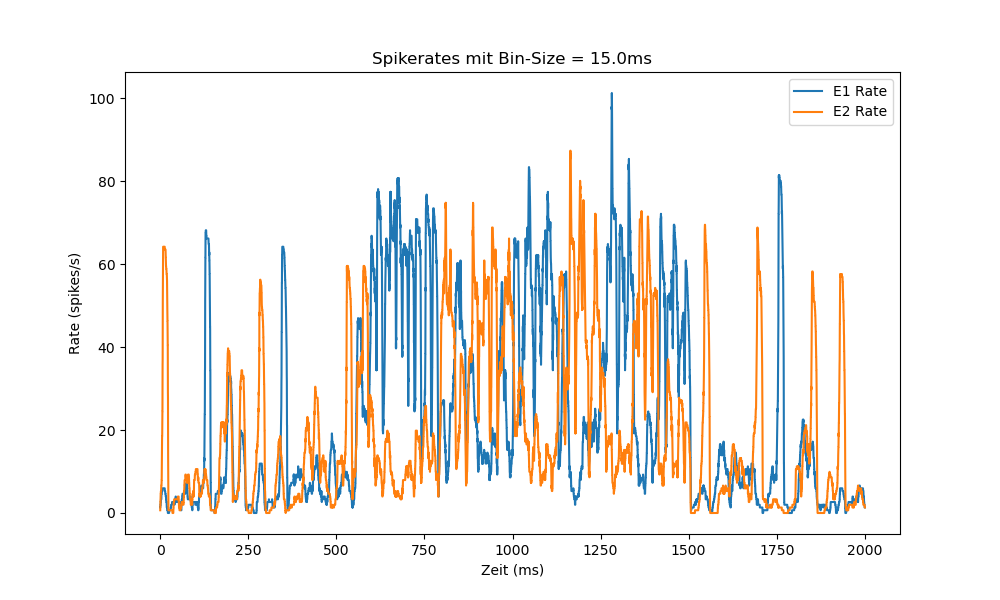 Spikerates mit Bin-Size = 15.0ms
E1 Rate
E2 Rate
100
80
60
40
20
0
Rate (spikes/s)
0 250 500 750 1000 1250 1500 1750 2000
Zeit (ms)